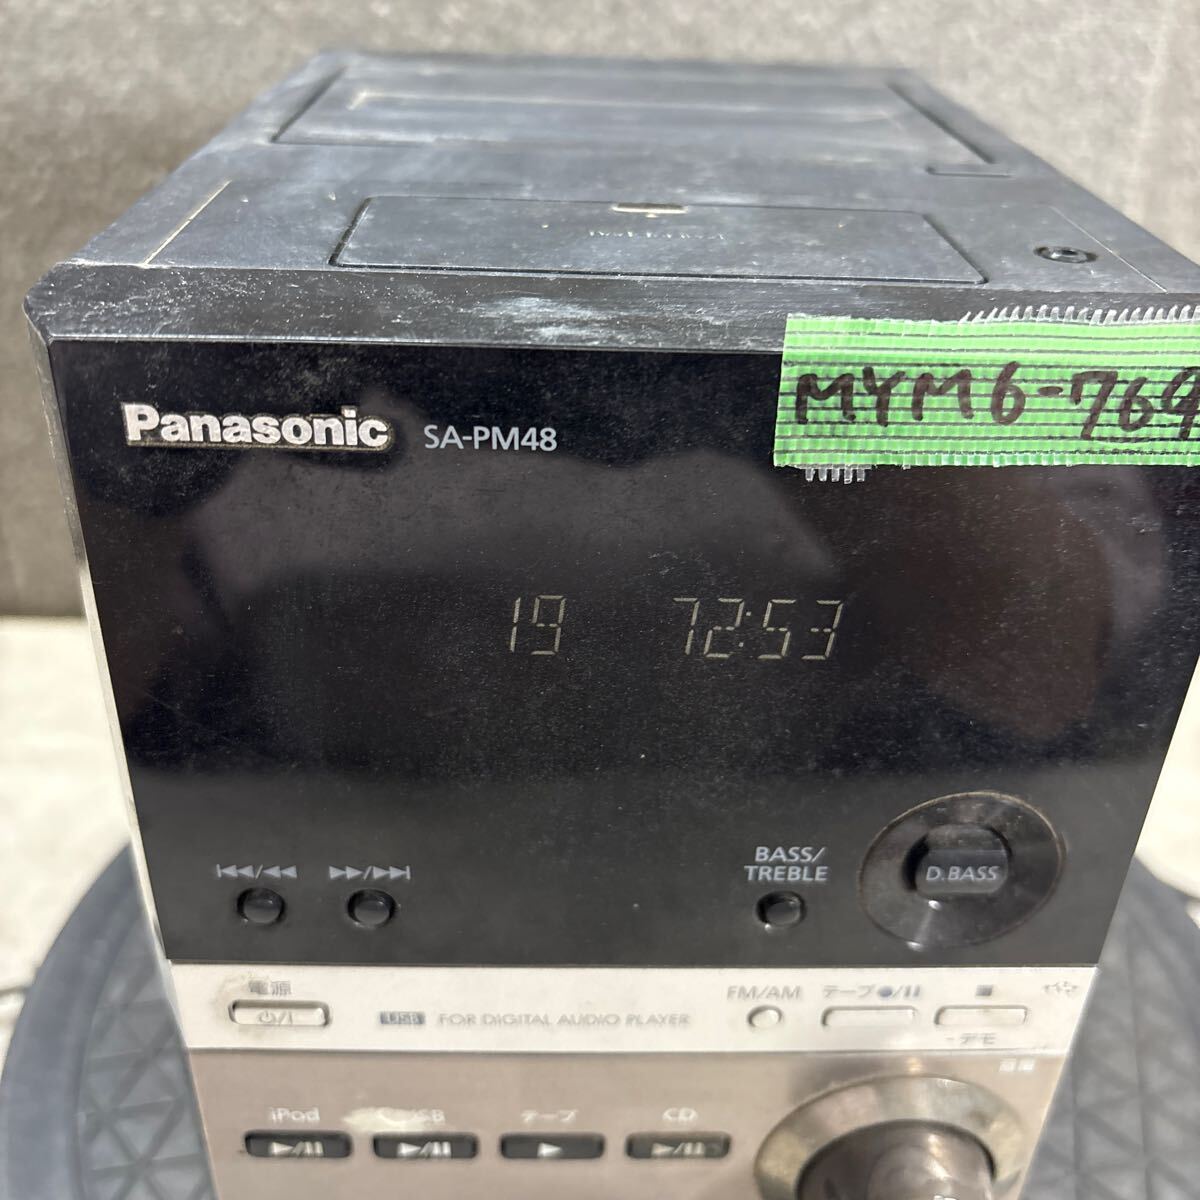 MYM6-769
Panasonic SA-PM48
19 72:53
BASS/
TREBLE
D.BASS
電源
USB FOR DIGITAL AUDIO PLAYER
FM/AM テープ●/❚❚ ■
-デモ
iPod テープ CD